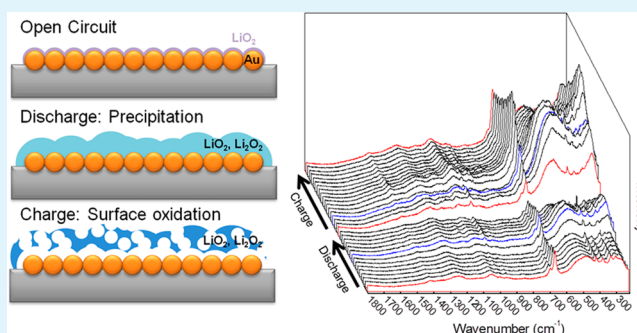 Open Circuit
LiO2
Au
Discharge: Precipitation
LiO2, Li2O2
Charge: Surface oxidation
LiO2, Li2O2
Charge
Discharge
1800 1700 1600 1500 1400 1300 1200 1100 1000 900 800 700 600 500 400 300
Wavenumber (cm-1)